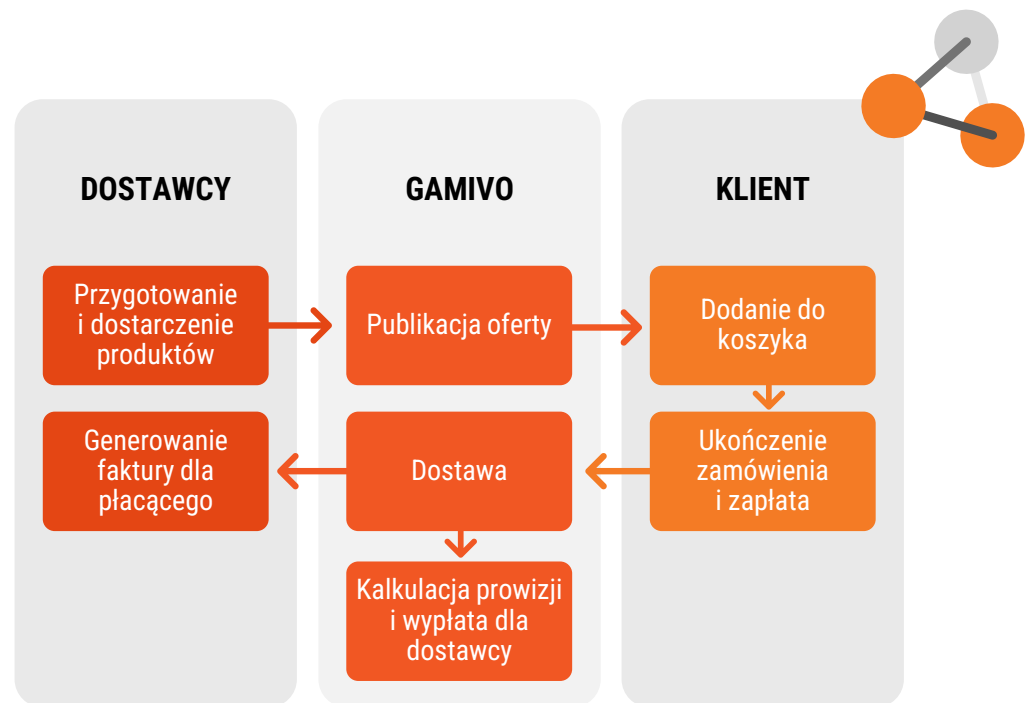 DOSTAWCY
GAMIVO
KLIENT
Przygotowanie
i dostarczenie
produktów
Publikacja oferty
Dodanie do
koszyka
Generowanie
faktury dla
płacącego
Dostawa
Ukończenie
zamówienia
i zapłata
Kalkulacja prowizji
i wypłata dla
dostawcy